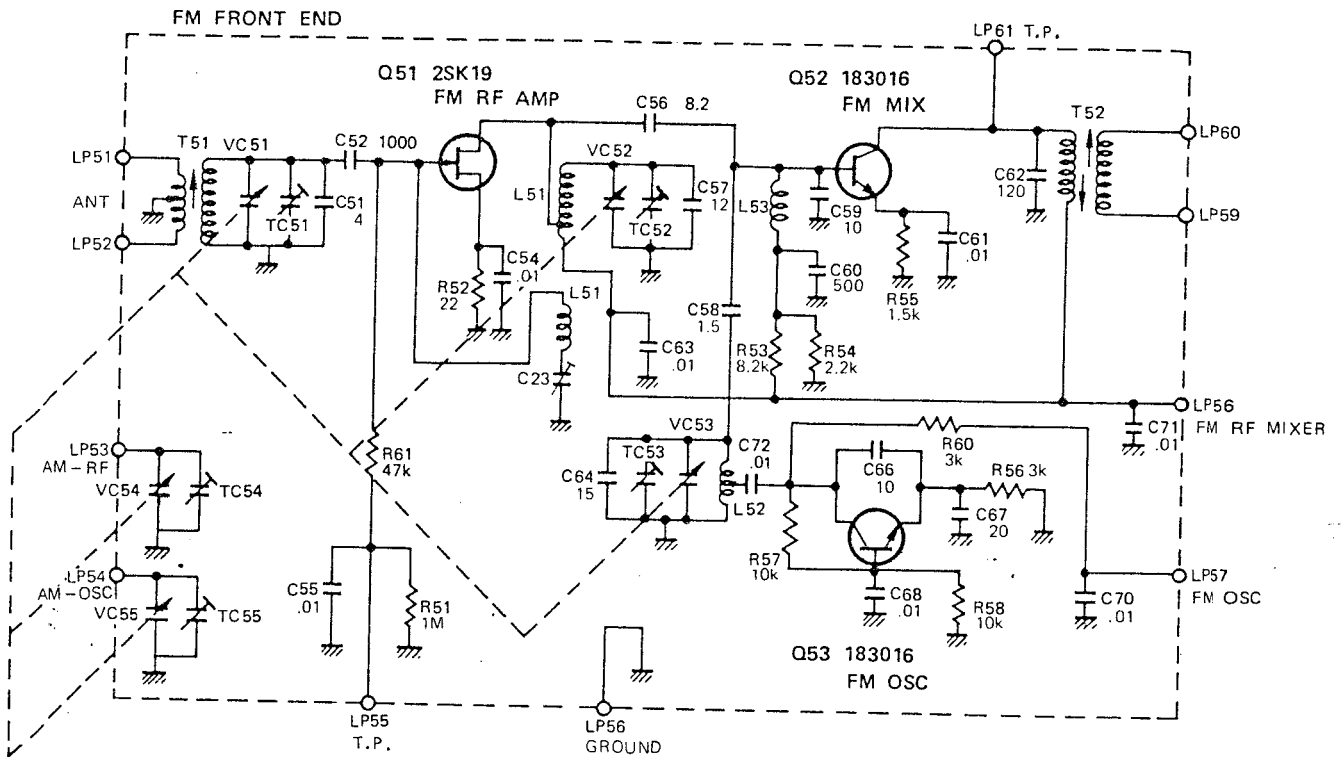 FM FRONT END
LP61 T.P.
Q51 2SK19
FM RF AMP
Q52 183016
FM MIX
C56 8.2
T51
VC51
C52
1000
VC52
T52
LP51
ANT
LP52
LP60
LP59
C51
4
TC51
L51
C57
12
TC52
L53
C59
10
C62
120
C61
.01
C54
.01
R52
22
L51
C60
500
R55
1.5k
C58
1.5
C63
.01
R53
8.2k
R54
2.2k
C23
LP56
FM RF MIXER
C71
.01
LP53
AM-RF
VC54
TC54
R61
47k
VC53
TC53
C64
15
C72
.01
L52
R60
3k
C66
10
R56 3k
C67
20
R57
10k
LP54
AM-OSC
VC55
TC55
C55
.01
R51
1M
C68
.01
R58
10k
C70
.01
LP57
FM OSC
Q53 183016
FM OSC
LP55
T.P.
LP56
GROUND